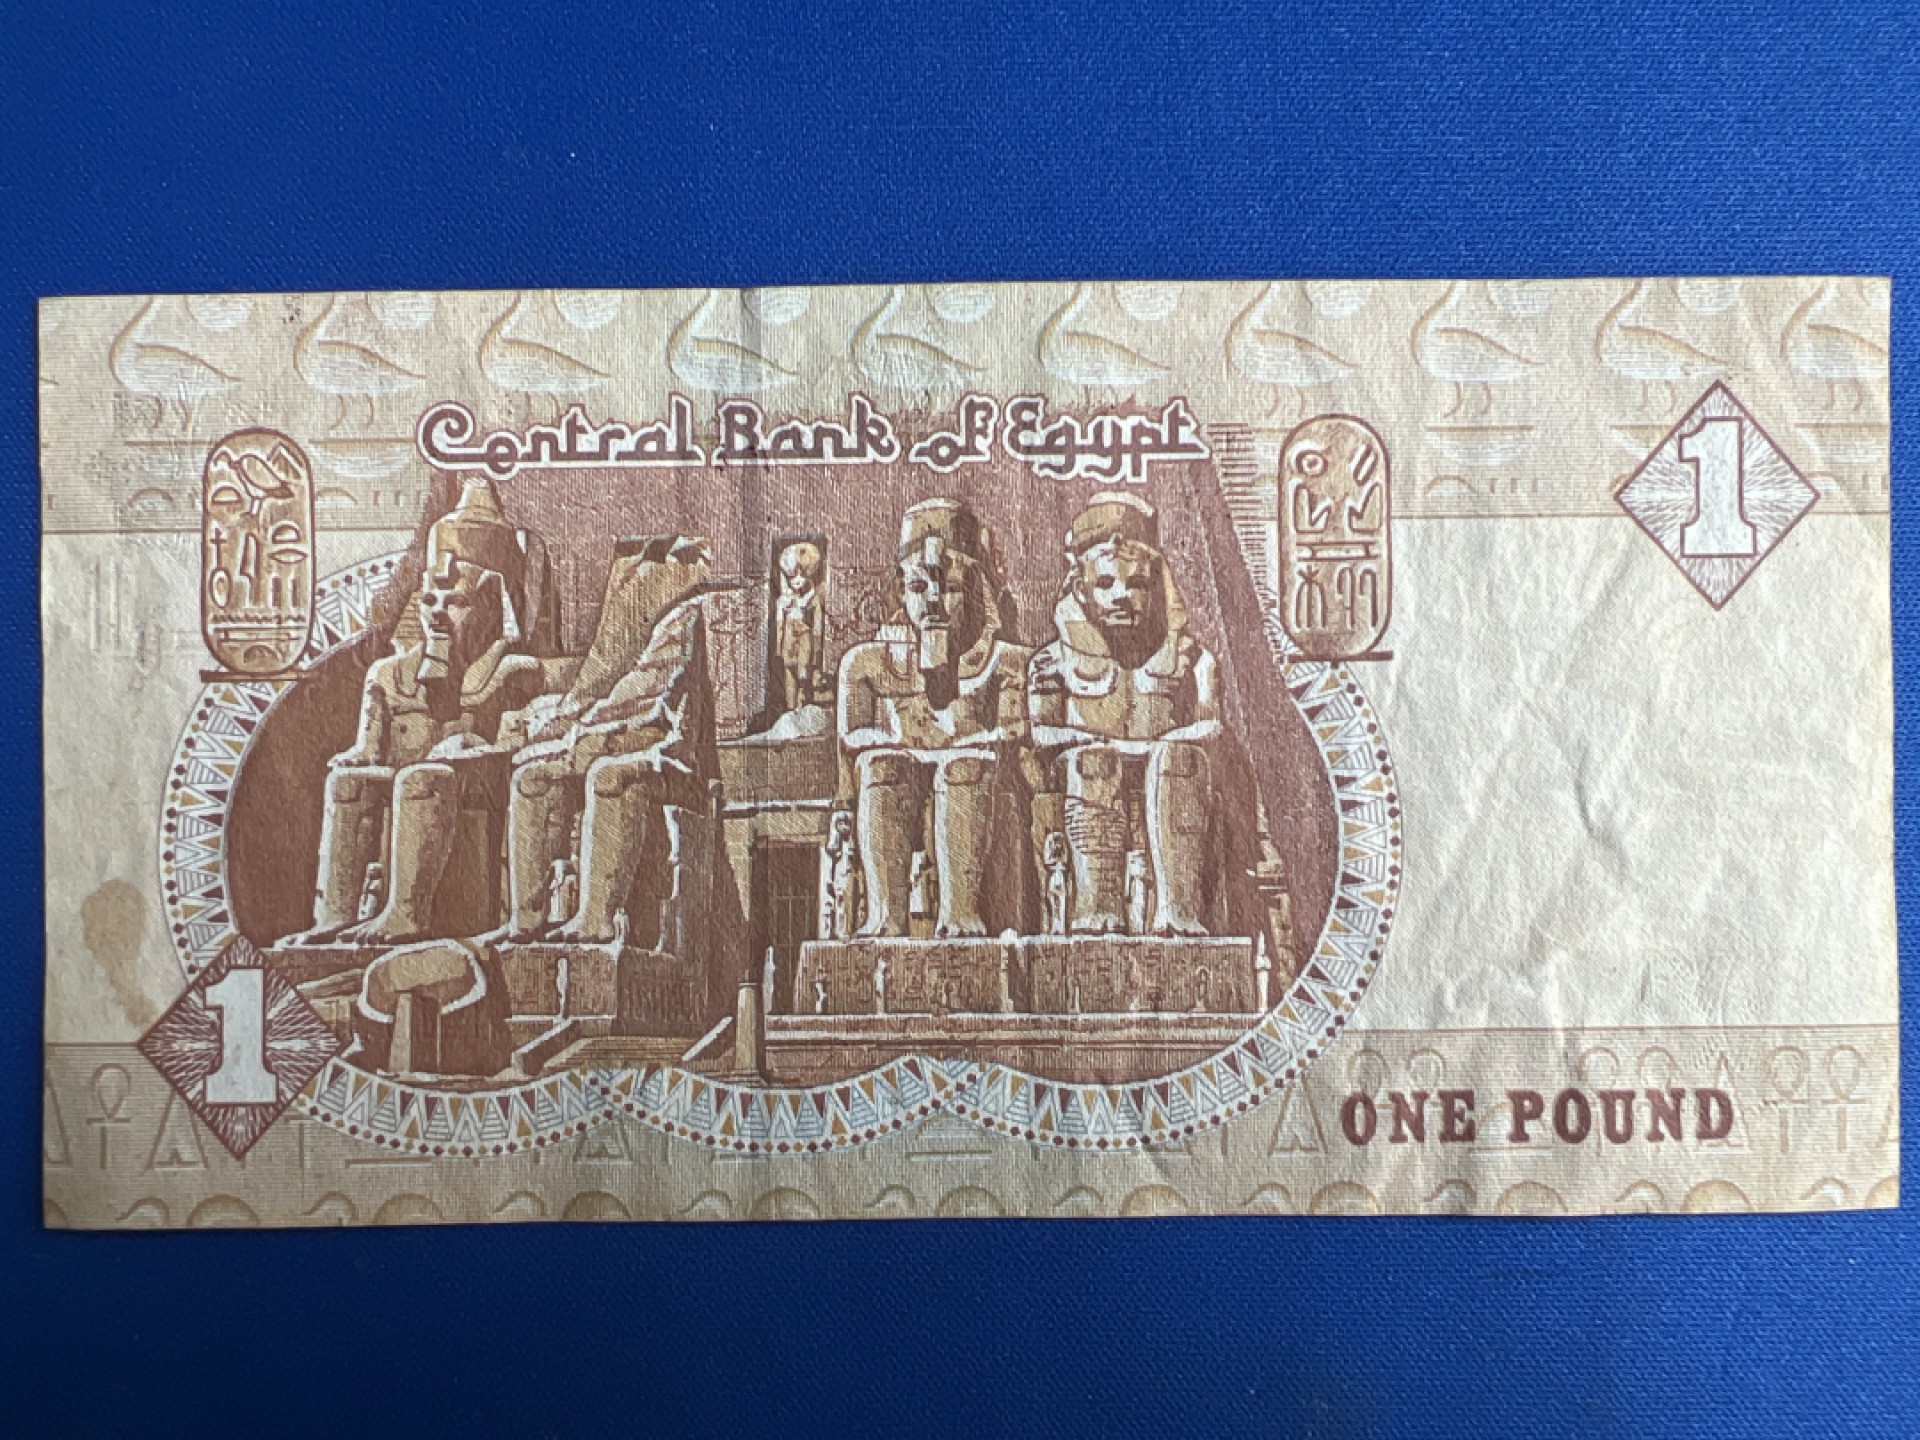 Central Bank of Egypt
1
1
ONE POUND